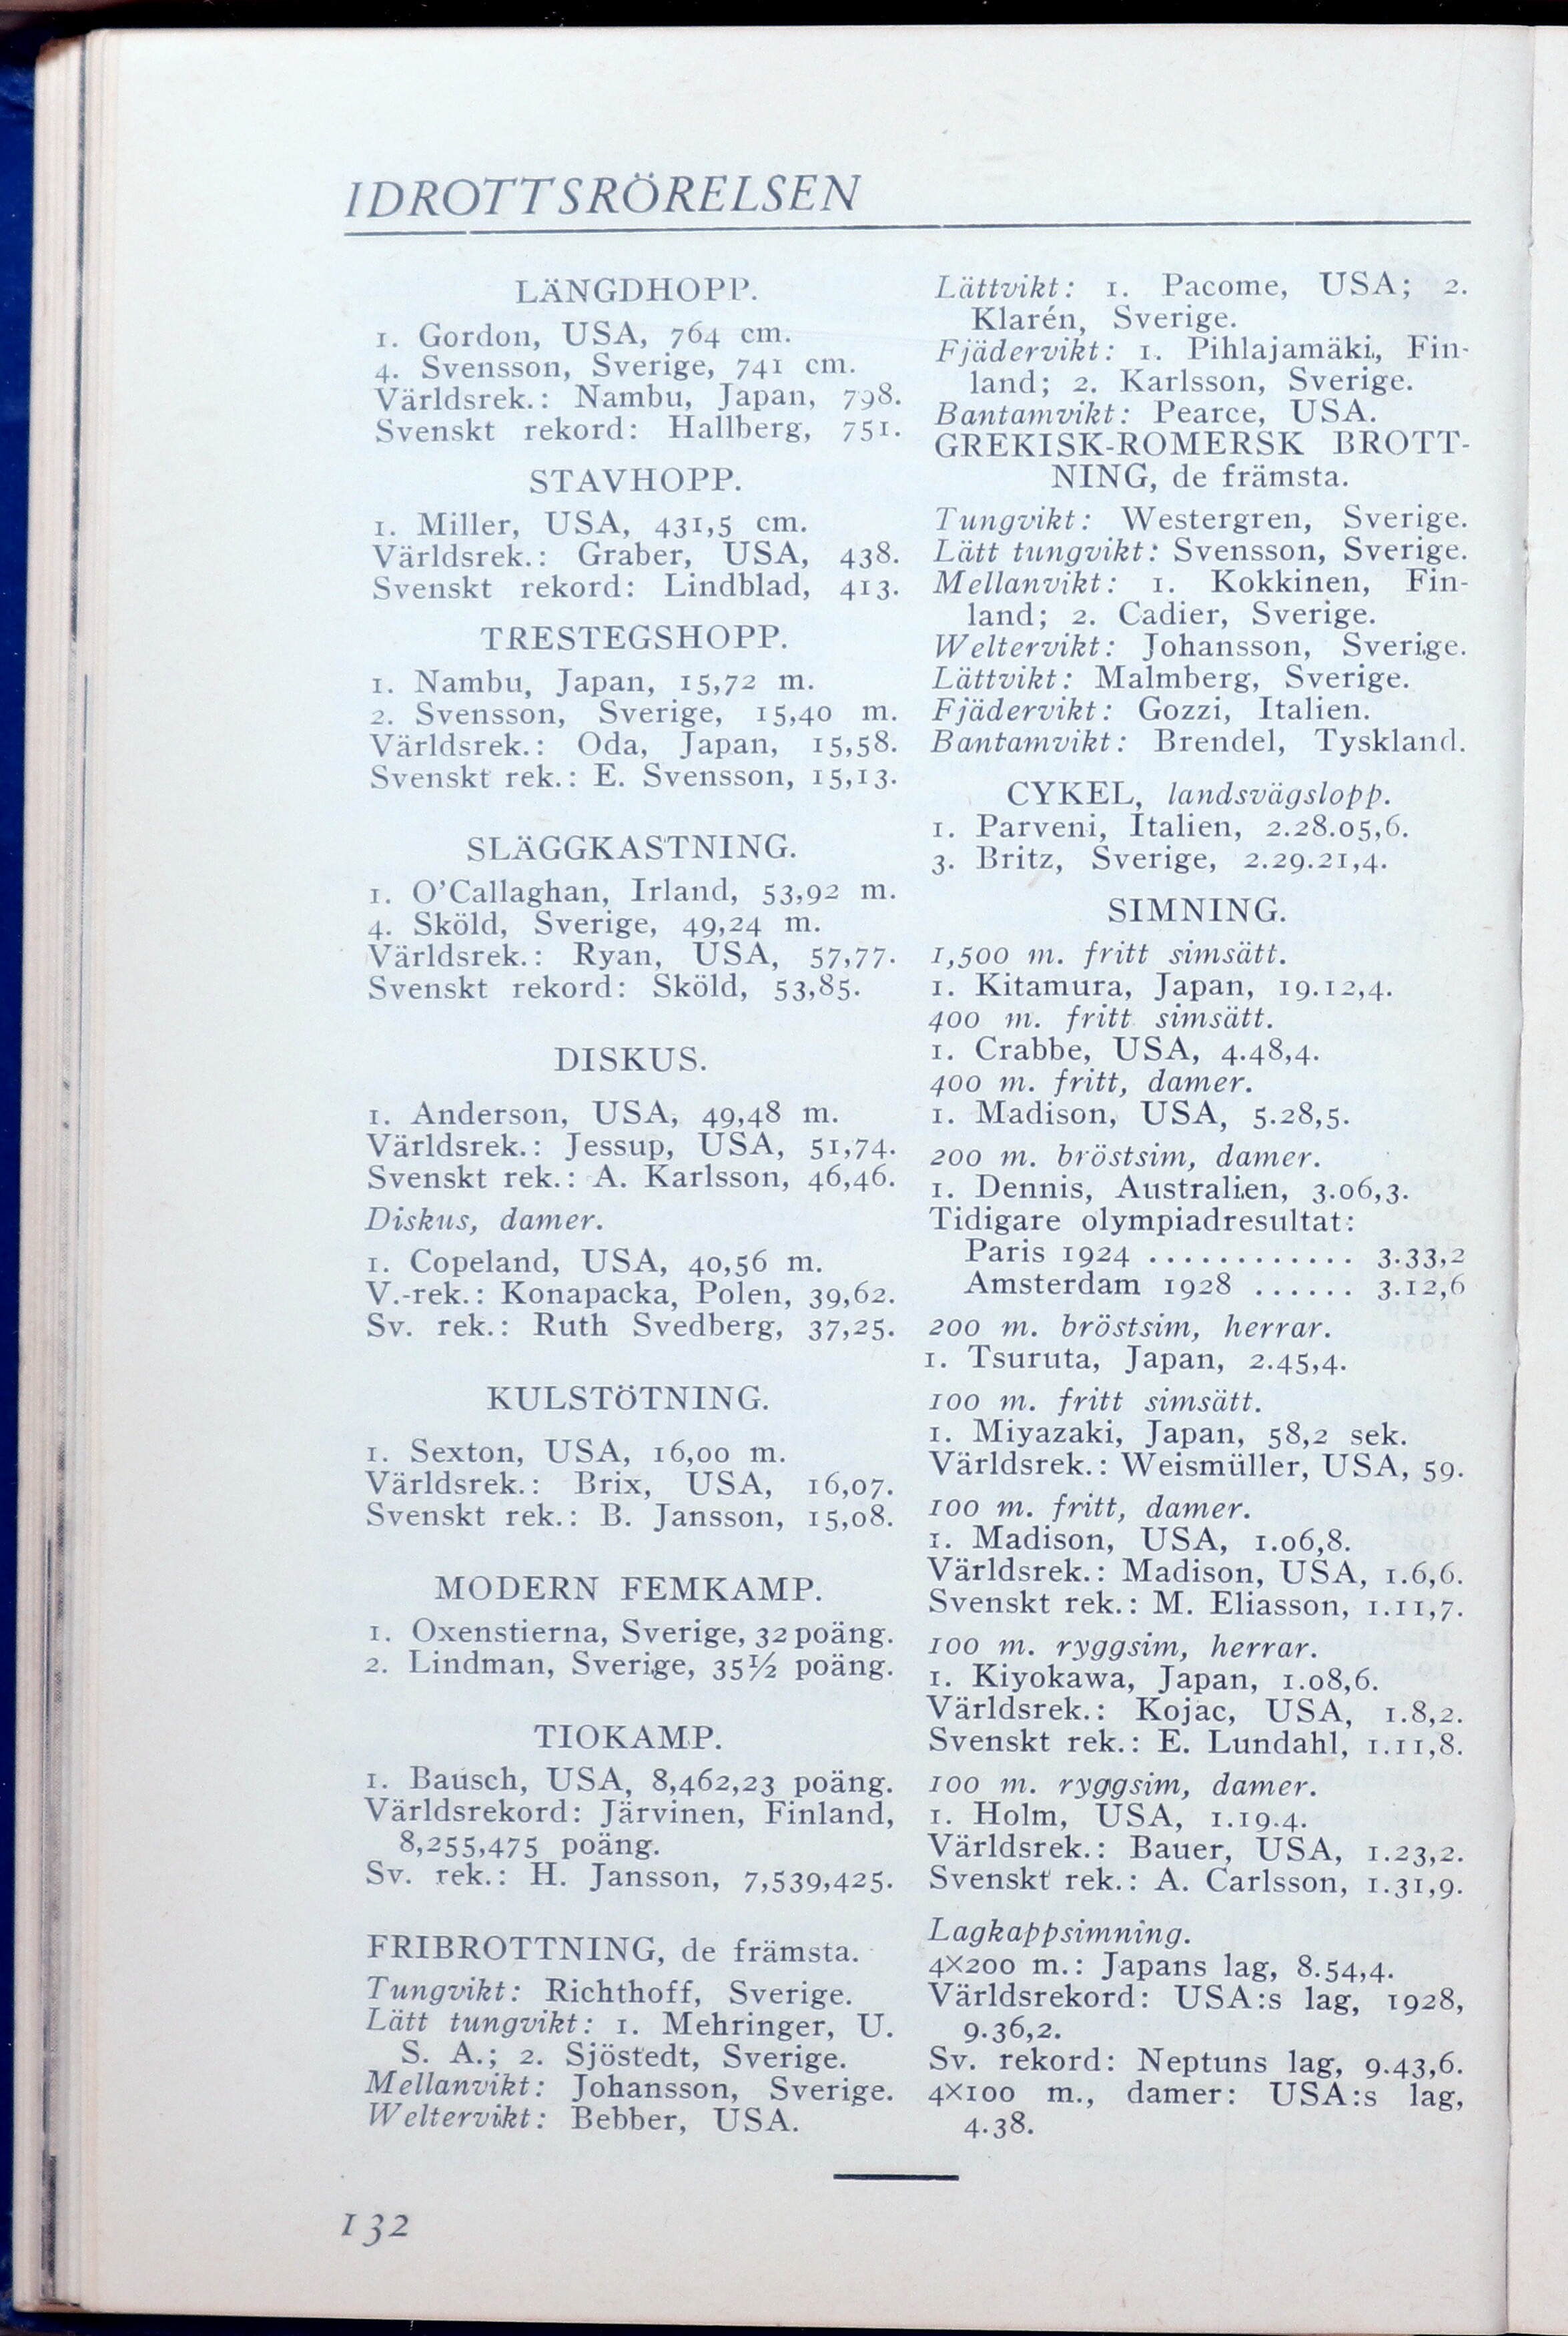 IDROTTSRÖRELSEN
LÄNGDHOPP.
1. Gordon, USA, 764 cm.
4. Svensson, Sverige, 741 cm.
Världsrek.: Nambu, Japan, 798.
Svenskt rekord: Hallberg, 751.
STAVHOPP.
1. Miller, USA, 431,5 cm.
Världsrek.: Graber, USA, 438.
Svenskt rekord: Lindblad, 413.
TRESTEGSHOPP.
1. Nambu, Japan, 15,72 m.
2. Svensson, Sverige, 15,40 m.
Världsrek.: Oda, Japan, 15,58.
Svenskt rek.: E. Svensson, 15,13.
SLÄGGKASTNING.
1. O'Callaghan, Irland, 53,92 m.
4. Sköld, Sverige, 49,24 m.
Världsrek.: Ryan, USA, 57,77.
Svenskt rekord: Sköld, 53,85.
DISKUS.
1. Anderson, USA, 49,48 m.
Världsrek.: Jessup, USA, 51,74.
Svenskt rek.: A. Karlsson, 46,46.
Diskus, damer.
1. Copeland, USA, 40,56 m.
V.-rek.: Konapacka, Polen, 39,62.
Sv. rek.: Ruth Svedberg, 37,25.
KULSTÖTNING.
1. Sexton, USA, 16,00 m.
Världsrek.: Brix, USA, 16,07.
Svenskt rek.: B. Jansson, 15,08.
MODERN FEMKAMP.
1. Oxenstierna, Sverige, 32 poäng.
2. Lindman, Sverige, 35½ poäng.
TIOKAMP.
1. Bausch, USA, 8,462,23 poäng.
Världsrekord: Järvinen, Finland,
8,255,475 poäng.
Sv. rek.: H. Jansson, 7,539,425.
FRIBROTTNING, de främsta.
Tungvikt: Richthoff, Sverige.
Lätt tungvikt: 1. Mehringer, U.
S. A.; 2. Sjöstedt, Sverige.
Mellanvikt: Johansson, Sverige.
Weltervikt: Bebber, USA.
Lättvikt: 1. Pacome, USA; 2.
Klarén, Sverige.
Fjädervikt: 1. Pihlajamäki, Fin-
land; 2. Karlsson, Sverige.
Bantamvikt: Pearce, USA.
GREKISK-ROMERSK BROTT-
NING, de främsta.
Tungvikt: Westergren, Sverige.
Lätt tungvikt: Svensson, Sverige.
Mellanvikt: 1. Kokkinen, Fin-
land; 2. Cadier, Sverige.
Weltervikt: Johansson, Sverige.
Lättvikt: Malmberg, Sverige.
Fjädervikt: Gozzi, Italien.
Bantamvikt: Brendel, Tyskland.
CYKEL, landsvägslopp.
1. Parveni, Italien, 2.28.05,6.
3. Britz, Sverige, 2.29.21,4.
SIMNING.
1,500 m. fritt simsätt.
1. Kitamura, Japan, 19.12,4.
400 m. fritt simsätt.
1. Crabbe, USA, 4.48,4.
400 m. fritt, damer.
1. Madison, USA, 5.28,5.
200 m. bröstsim, damer.
1. Dennis, Australien, 3.06,3.
Tidigare olympiadresultat:
Paris 1924 ............ 3.33,2
Amsterdam 1928 ...... 3.12,6
200 m. bröstsim, herrar.
1. Tsuruta, Japan, 2.45,4.
100 m. fritt simsätt.
1. Miyazaki, Japan, 58,2 sek.
Världsrek.: Weismüller, USA, 59.
100 m. fritt, damer.
1. Madison, USA, 1.06,8.
Världsrek.: Madison, USA, 1.6,6.
Svenskt rek.: M. Eliasson, 1.11,7.
100 m. ryggsim, herrar.
1. Kiyokawa, Japan, 1.08,6.
Världsrek.: Kojac, USA, 1.8,2.
Svenskt rek.: E. Lundahl, 1.11,8.
100 m. ryggsim, damer.
1. Holm, USA, 1.19.4.
Världsrek.: Bauer, USA, 1.23,2.
Svenskt rek.: A. Carlsson, 1.31,9.
Lagkappsimning.
4×200 m.: Japans lag, 8.54,4.
Världsrekord: USA:s lag, 1928,
9.36,2.
Sv. rekord: Neptuns lag, 9.43,6.
4×100 m., damer: USA:s lag,
4.38.
132